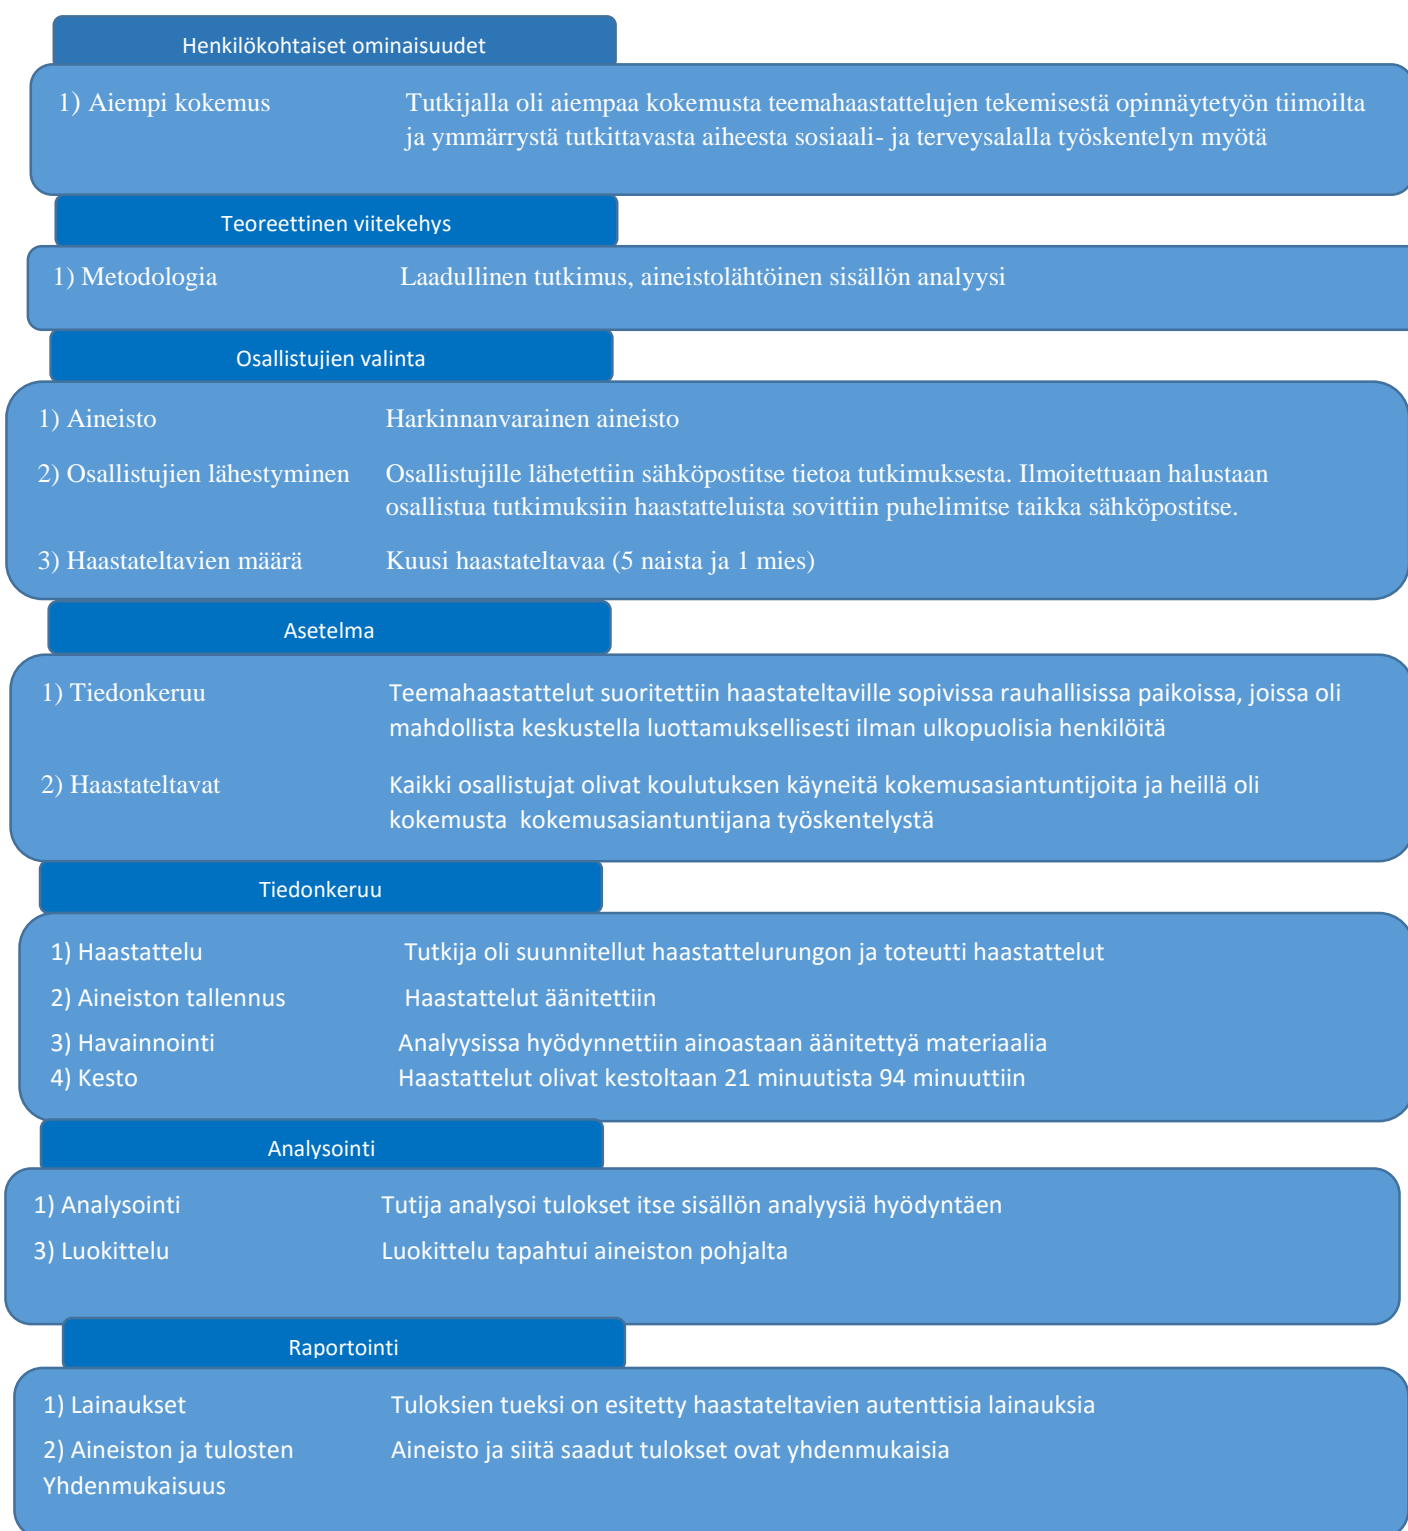 Henkilökohtaiset ominaisuudet
1) Aiempi kokemus Tutkijalla oli aiempaa kokemusta teemahaastattelujen tekemisestä opinnäytetyön tiimoilta
ja ymmärrystä tutkittavasta aiheesta sosiaali- ja terveysalalla työskentelyn myötä
Teoreettinen viitekehys
1) Metodologia Laadullinen tutkimus, aineistolähtöinen sisällön analyysi
Osallistujien valinta
1) Aineisto Harkinnanvarainen aineisto
2) Osallistujien lähestyminen Osallistujille lähetettiin sähköpostitse tietoa tutkimuksesta. Ilmoitettuaan halustaan
osallistua tutkimuksiin haastatteluista sovittiin puhelimitse taikka sähköpostitse.
3) Haastateltavien määrä Kuusi haastateltavaa (5 naista ja 1 mies)
Asetelma
1) Tiedonkeruu Teemahaastattelut suoritettiin haastateltaville sopivissa rauhallisissa paikoissa, joissa oli
mahdollista keskustella luottamuksellisesti ilman ulkopuolisia henkilöitä
2) Haastateltavat Kaikki osallistujat olivat koulutuksen käyneitä kokemusasiantuntijoita ja heillä oli
kokemusta kokemusasiantuntijana työskentelystä
Tiedonkeruu
1) Haastattelu Tutkija oli suunnitellut haastattelurungon ja toteutti haastattelut
2) Aineiston tallennus Haastattelut äänitettiin
3) Havainnointi Analyysissa hyödynnettiin ainoastaan äänitettyä materiaalia
4) Kesto Haastattelut olivat kestoltaan 21 minuutista 94 minuuttiin
Analysointi
1) Analysointi Tutija analysoi tulokset itse sisällön analyysiä hyödyntäen
3) Luokittelu Luokittelu tapahtui aineiston pohjalta
Raportointi
1) Lainaukset Tuloksien tueksi on esitetty haastateltavien autenttisia lainauksia
2) Aineiston ja tulosten Aineisto ja siitä saadut tulokset ovat yhdenmukaisia
Yhdenmukaisuus